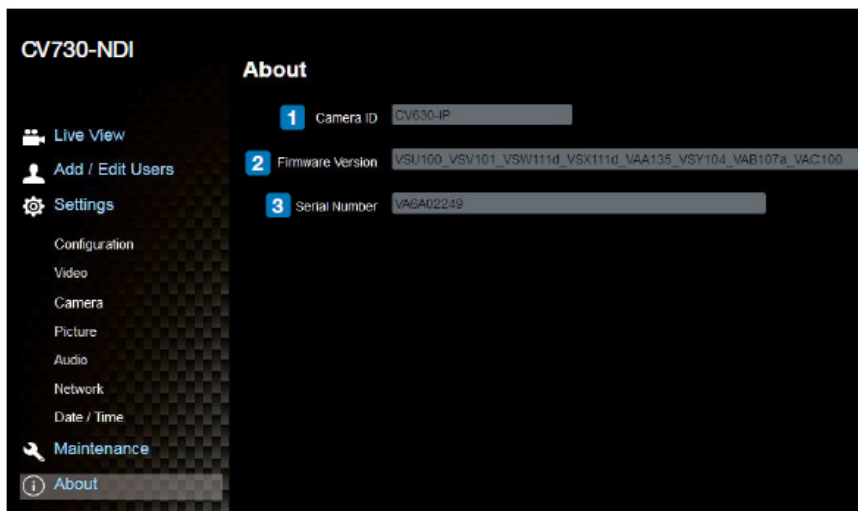 CV730-NDI
About
Live View
Add / Edit Users
Settings
Configuration
Video
Camera
Picture
Audio
Network
Date / Time
Maintenance
About
1 Camera ID CV630-IP
2 Firmware Version VSU100_VSV101_VSW111d_VSX111d_VAA135_VSY104_VAB107a_VAC100
3 Serial Number VA6A02249